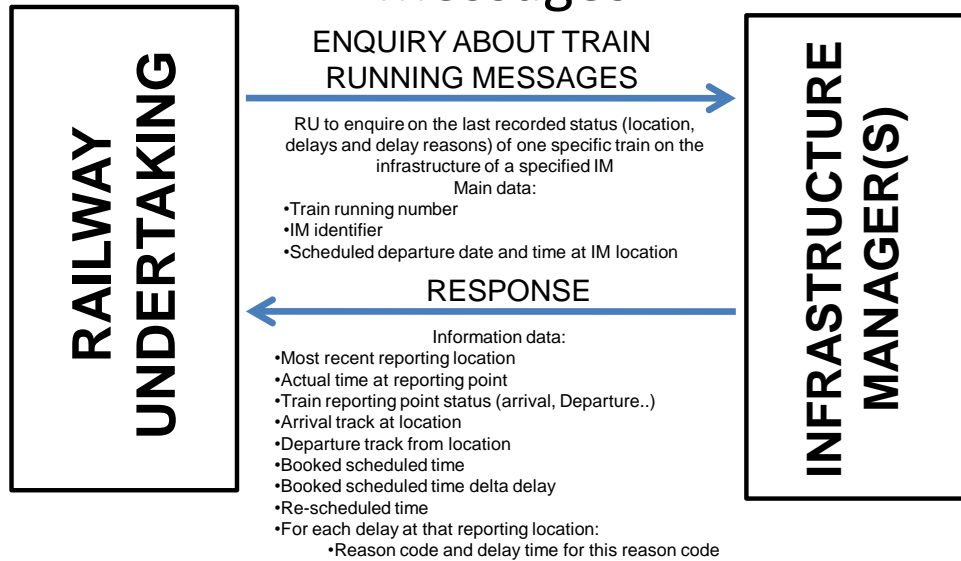 RAILWAY
UNDERTAKING
ENQUIRY ABOUT TRAIN
RUNNING MESSAGES
RU to enquire on the last recorded status (location,
delays and delay reasons) of one specific train on the
infrastructure of a specified IM
Main data:
•Train running number
•IM identifier
•Scheduled departure date and time at IM location
RESPONSE
Information data:
•Most recent reporting location
•Actual time at reporting point
•Train reporting point status (arrival, Departure..)
•Arrival track at location
•Departure track from location
•Booked scheduled time
•Booked scheduled time delta delay
•Re-scheduled time
•For each delay at that reporting location:
•Reason code and delay time for this reason code
INFRASTRUCTURE
MANAGER(S)